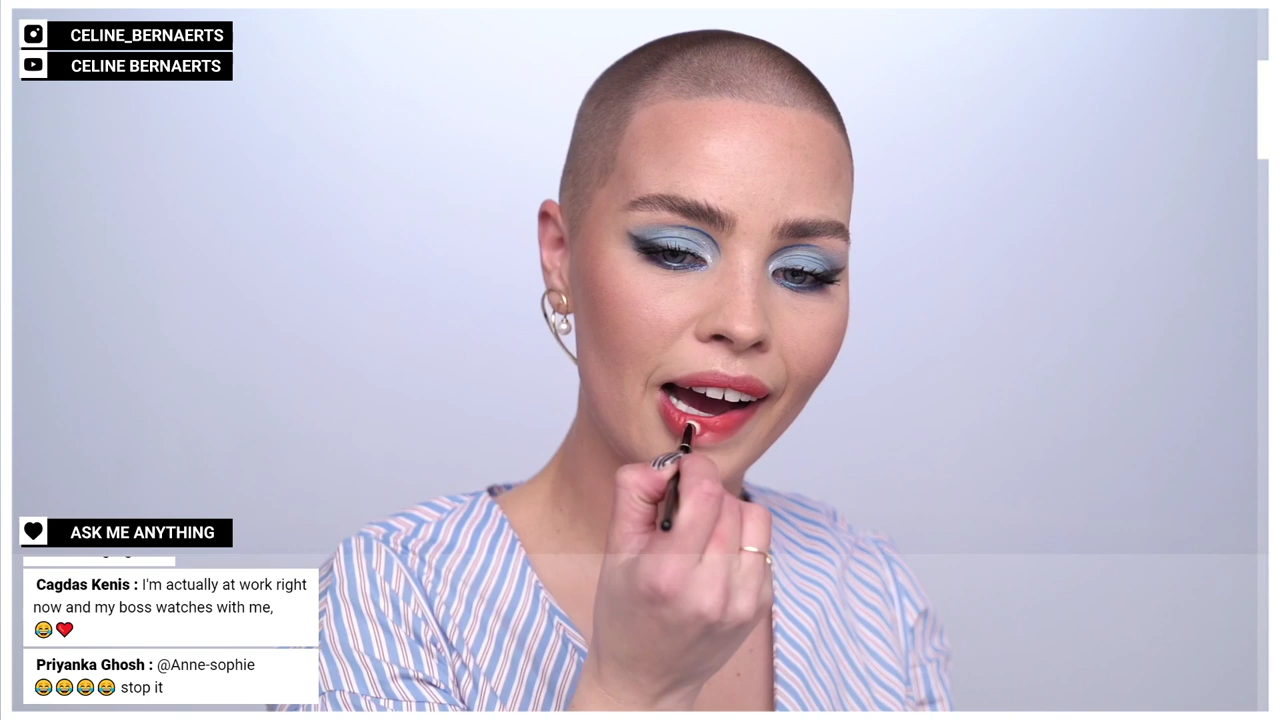 CELINE_BERNAERTS
CELINE BERNAERTS
ASK ME ANYTHING
Cagdas Kenis : I'm actually at work right
now and my boss watches with me,
😂❤️
Priyanka Ghosh : @Anne-sophie
😂😂😂😂 stop it